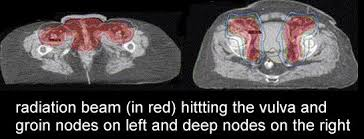 radiation beam (in red) hittting the vulva and
groin nodes on left and deep nodes on the right